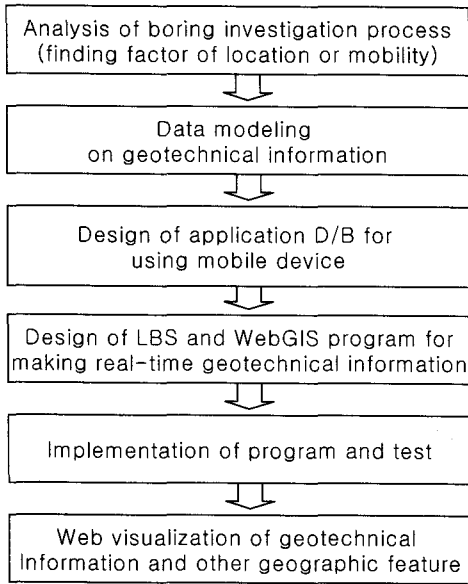 Analysis of boring investigation process
(finding factor of location or mobility)
Data modeling
on geotechnical information
Design of application D/B for
using mobile device
Design of LBS and WebGIS program for
making real-time geotechnical information
Implementation of program and test
Web visualization of geotechnical
Information and other geographic feature